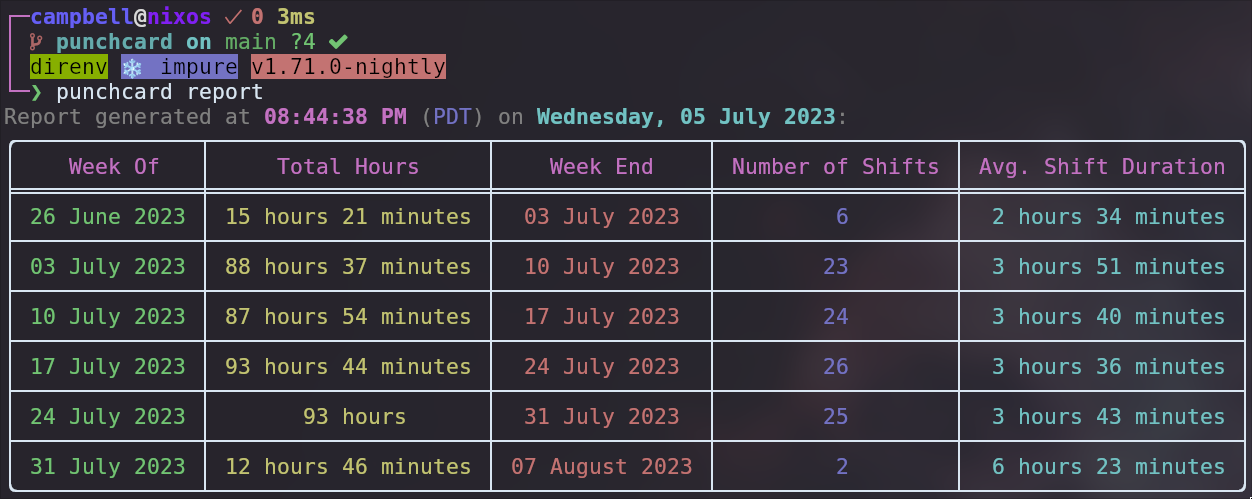 campbell@nixos ✓ 0 3ms
punchcard on main ?4 ✔
direnv ❄ impure v1.71.0-nightly
❯ punchcard report
Report generated at 08:44:38 PM (PDT) on Wednesday, 05 July 2023:
Week Of Total Hours Week End Number of Shifts Avg. Shift Duration
26 June 2023 15 hours 21 minutes 03 July 2023 6 2 hours 34 minutes
03 July 2023 88 hours 37 minutes 10 July 2023 23 3 hours 51 minutes
10 July 2023 87 hours 54 minutes 17 July 2023 24 3 hours 40 minutes
17 July 2023 93 hours 44 minutes 24 July 2023 26 3 hours 36 minutes
24 July 2023 93 hours 31 July 2023 25 3 hours 43 minutes
31 July 2023 12 hours 46 minutes 07 August 2023 2 6 hours 23 minutes